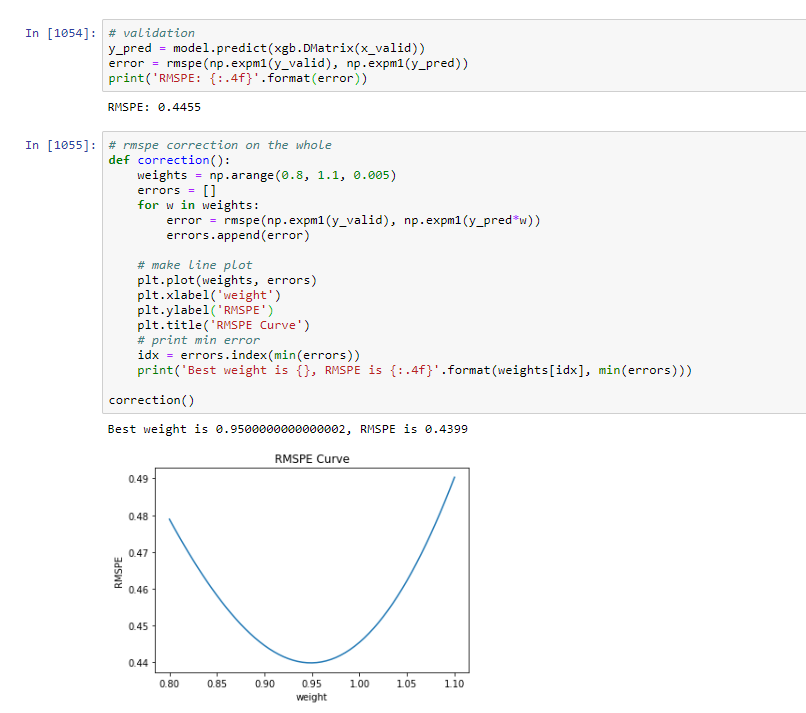 In [1054]: # validation
y_pred = model.predict(xgb.DMatrix(x_valid))
error = rmspe(np.expm1(y_valid), np.expm1(y_pred))
print('RMSPE: {:.4f}'.format(error))
RMSPE: 0.4455
In [1055]: # rmspe correction on the whole
def correction():
    weights = np.arange(0.8, 1.1, 0.005)
    errors = []
    for w in weights:
        error = rmspe(np.expm1(y_valid), np.expm1(y_pred*w))
        errors.append(error)
    # make line plot
    plt.plot(weights, errors)
    plt.xlabel('weight')
    plt.ylabel('RMSPE')
    plt.title('RMSPE Curve')
    # print min error
    idx = errors.index(min(errors))
    print('Best weight is {}, RMSPE is {:.4f}'.format(weights[idx], min(errors)))
correction()
Best weight is 0.9500000000000002, RMSPE is 0.4399
RMSPE Curve
0.49
0.48
0.47
0.46
0.45
0.44
RMSPE
0.80 0.85 0.90 0.95 1.00 1.05 1.10
weight